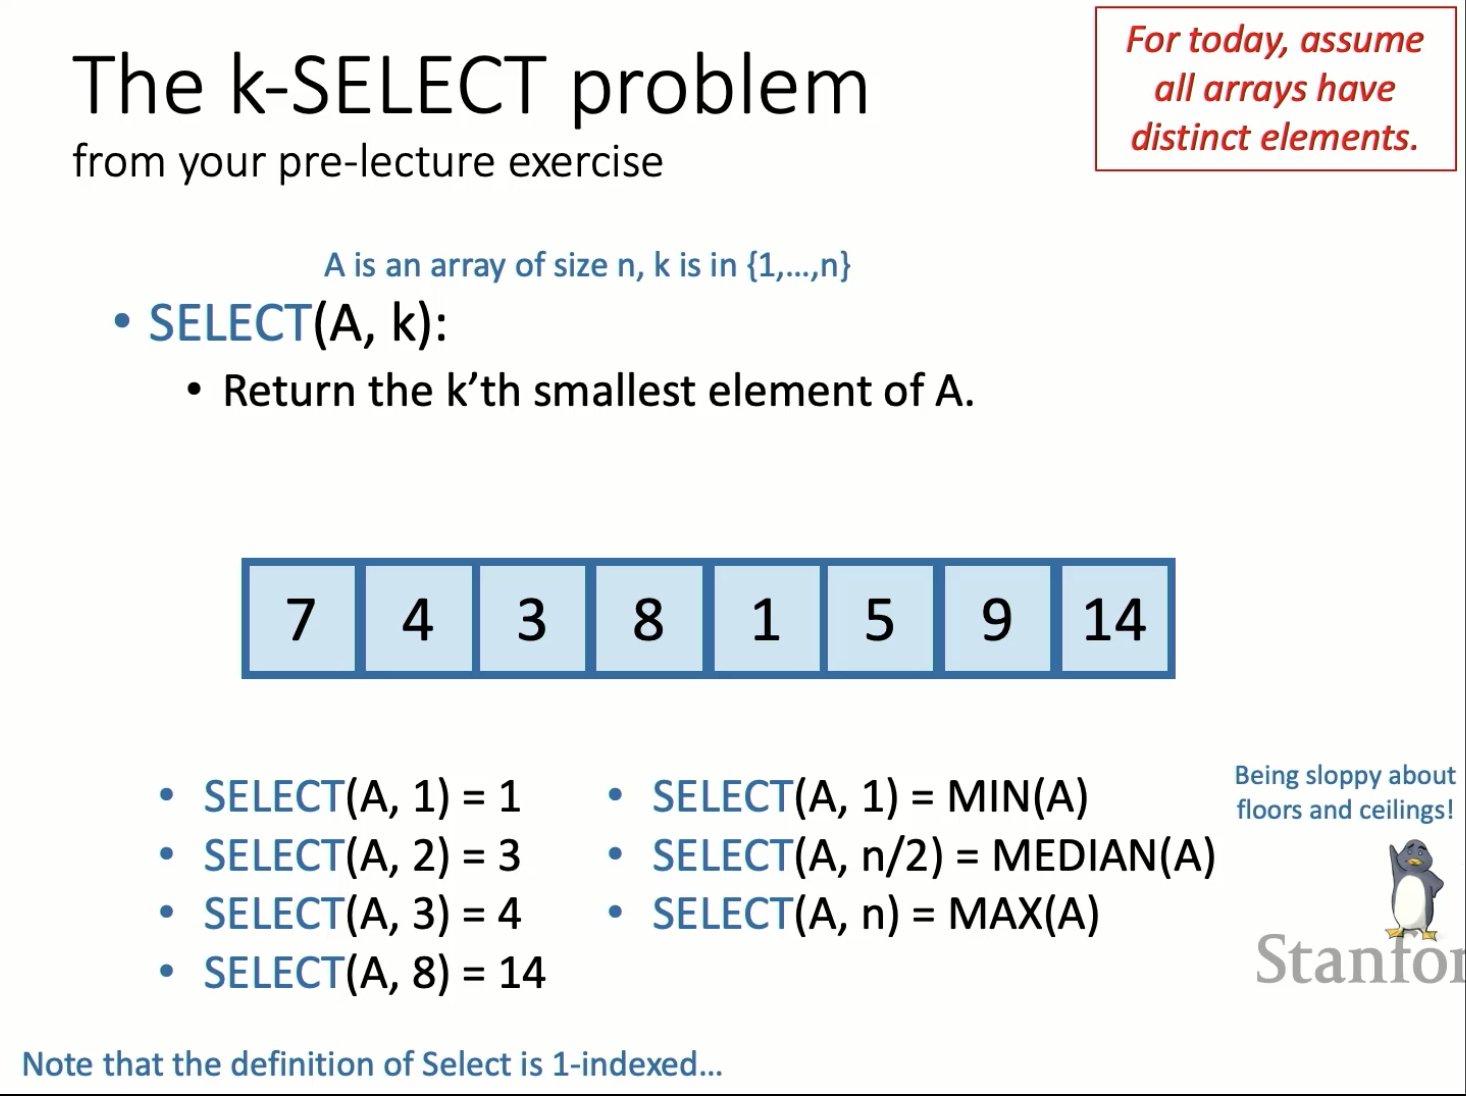 The k-SELECT problem
from your pre-lecture exercise
For today, assume
all arrays have
distinct elements.
A is an array of size n, k is in {1,...,n}
• SELECT(A, k):
• Return the k’th smallest element of A.
7 4 3 8 1 5 9 14
• SELECT(A, 1) = 1
• SELECT(A, 2) = 3
• SELECT(A, 3) = 4
• SELECT(A, 8) = 14
• SELECT(A, 1) = MIN(A)
• SELECT(A, n/2) = MEDIAN(A)
• SELECT(A, n) = MAX(A)
Being sloppy about
floors and ceilings!
Stanfor
Note that the definition of Select is 1-indexed...